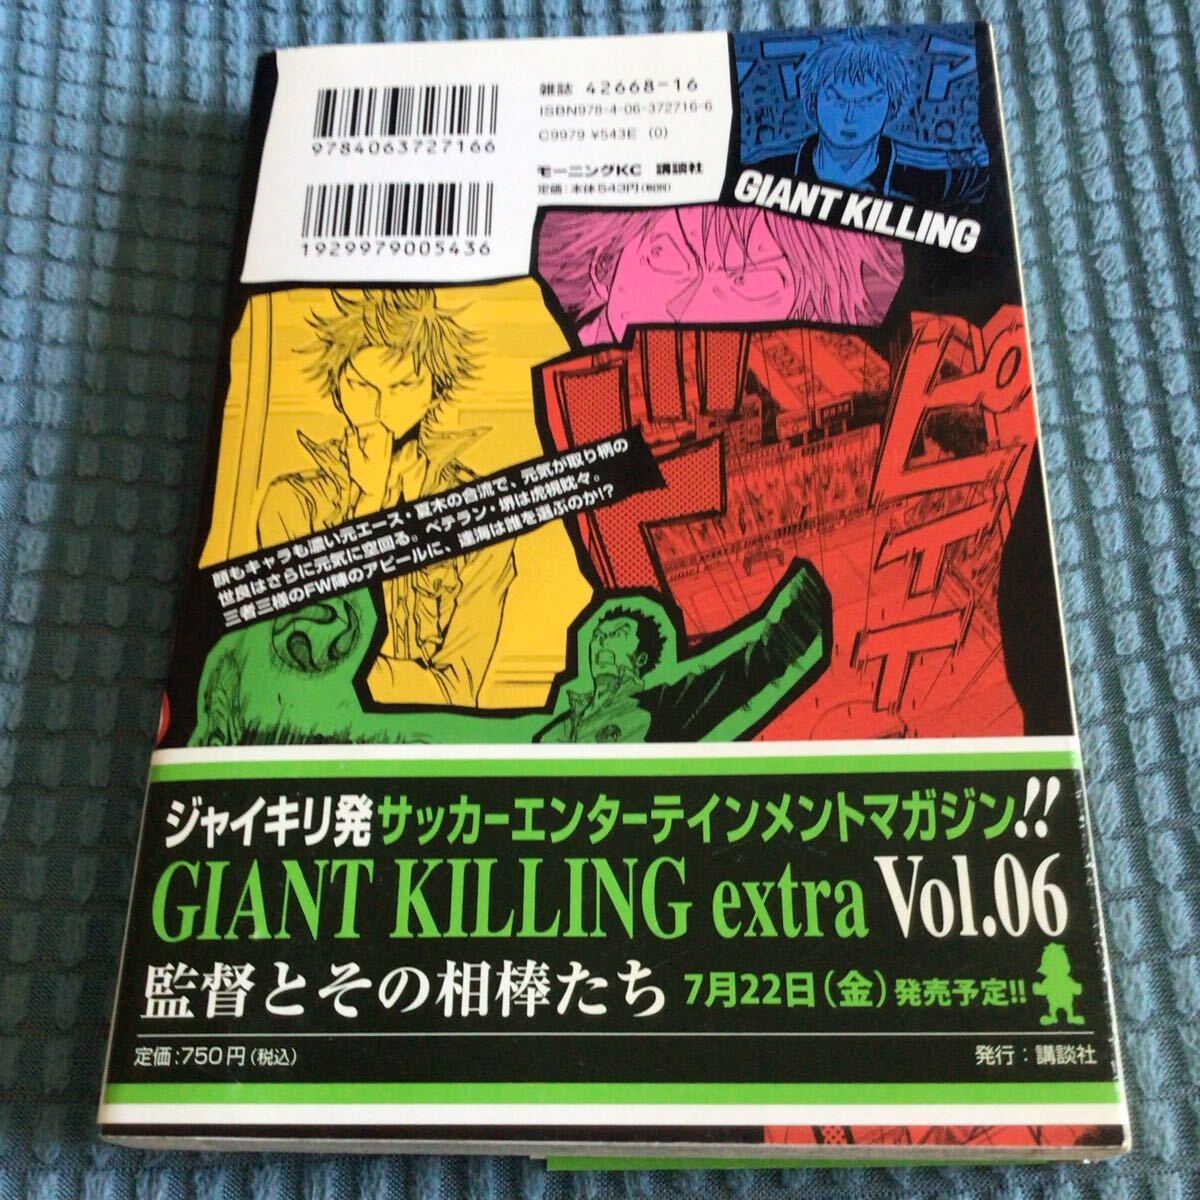 9784063727166
1929979005436
雑誌 42668-16
ISBN978-4-06-372716-6
C9979 ¥543E (0)
モーニングKC 講談社
定価:本体543円(税別)
GIANT KILLING
顔もキャラも濃い元エース・夏木の合流で、元気が取り柄の
世良はさらに元気に空回る。ベテラン・堺は虎視眈々。
三者三様のFW陣のアピールに、達海は誰を選ぶのか!?
ピイイイ
ジャイキリ発サッカーエンターテインメントマガジン!!
GIANT KILLING extra Vol.06
監督とその相棒たち 7月22日(金)発売予定!!
定価:750円(税込)
発行:講談社